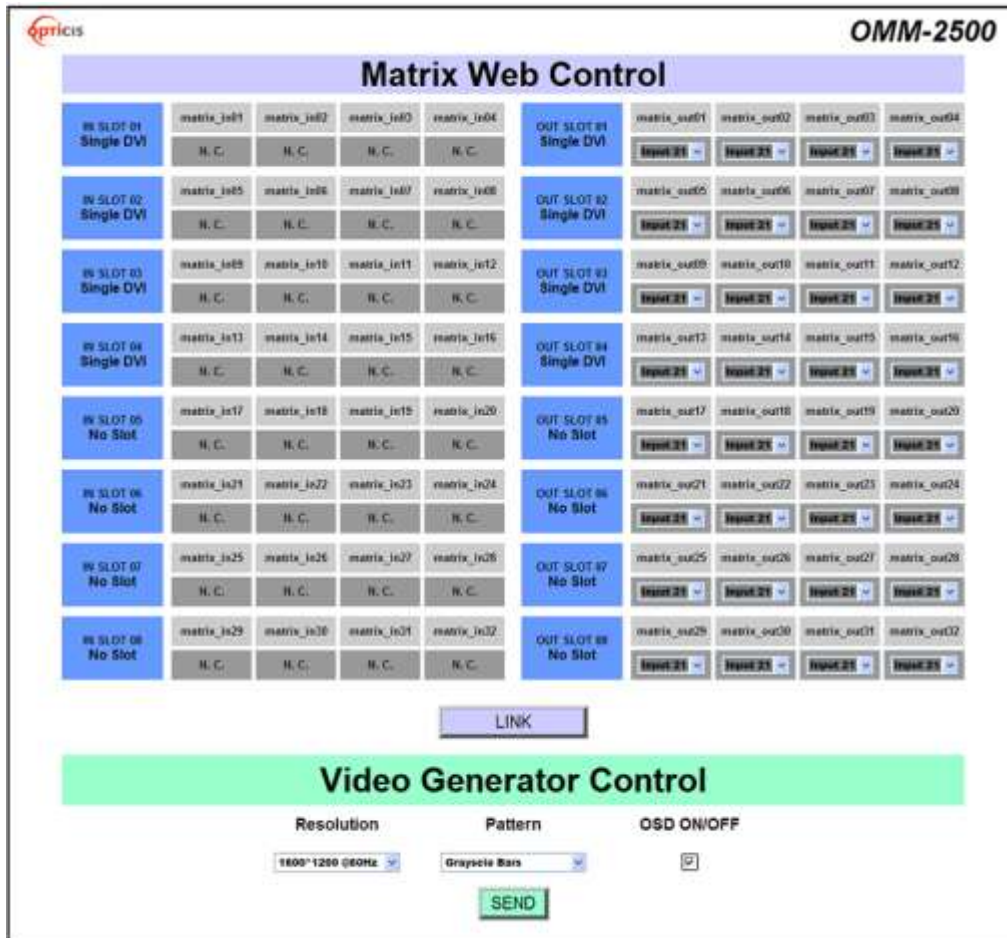 OPTICIS OMM-2500
Matrix Web Control
IN SLOT 01 Single DVI matrix_in01 matrix_in02 matrix_in03 matrix_in04 OUT SLOT 01 Single DVI matrix_out01 matrix_out02 matrix_out03 matrix_out04
N. C. N. C. N. C. N. C. Input 21 Input 21 Input 21 Input 21
IN SLOT 02 Single DVI matrix_in05 matrix_in06 matrix_in07 matrix_in08 OUT SLOT 02 Single DVI matrix_out05 matrix_out06 matrix_out07 matrix_out08
N. C. N. C. N. C. N. C. Input 21 Input 21 Input 21 Input 21
IN SLOT 03 Single DVI matrix_in09 matrix_in10 matrix_in11 matrix_in12 OUT SLOT 03 Single DVI matrix_out09 matrix_out10 matrix_out11 matrix_out12
N. C. N. C. N. C. N. C. Input 21 Input 21 Input 21 Input 21
IN SLOT 04 Single DVI matrix_in13 matrix_in14 matrix_in15 matrix_in16 OUT SLOT 04 Single DVI matrix_out13 matrix_out14 matrix_out15 matrix_out16
N. C. N. C. N. C. N. C. Input 21 Input 21 Input 21 Input 21
IN SLOT 05 No Slot matrix_in17 matrix_in18 matrix_in19 matrix_in20 OUT SLOT 05 No Slot matrix_out17 matrix_out18 matrix_out19 matrix_out20
N. C. N. C. N. C. N. C. Input 21 Input 21 Input 21 Input 21
IN SLOT 06 No Slot matrix_in21 matrix_in22 matrix_in23 matrix_in24 OUT SLOT 06 No Slot matrix_out21 matrix_out22 matrix_out23 matrix_out24
N. C. N. C. N. C. N. C. Input 21 Input 21 Input 21 Input 21
IN SLOT 07 No Slot matrix_in25 matrix_in26 matrix_in27 matrix_in28 OUT SLOT 07 No Slot matrix_out25 matrix_out26 matrix_out27 matrix_out28
N. C. N. C. N. C. N. C. Input 21 Input 21 Input 21 Input 21
IN SLOT 08 No Slot matrix_in29 matrix_in30 matrix_in31 matrix_in32 OUT SLOT 08 No Slot matrix_out29 matrix_out30 matrix_out31 matrix_out32
N. C. N. C. N. C. N. C. Input 21 Input 21 Input 21 Input 21
LINK
Video Generator Control
Resolution Pattern OSD ON/OFF
1600*1200 @60Hz Grayscle Bars
SEND